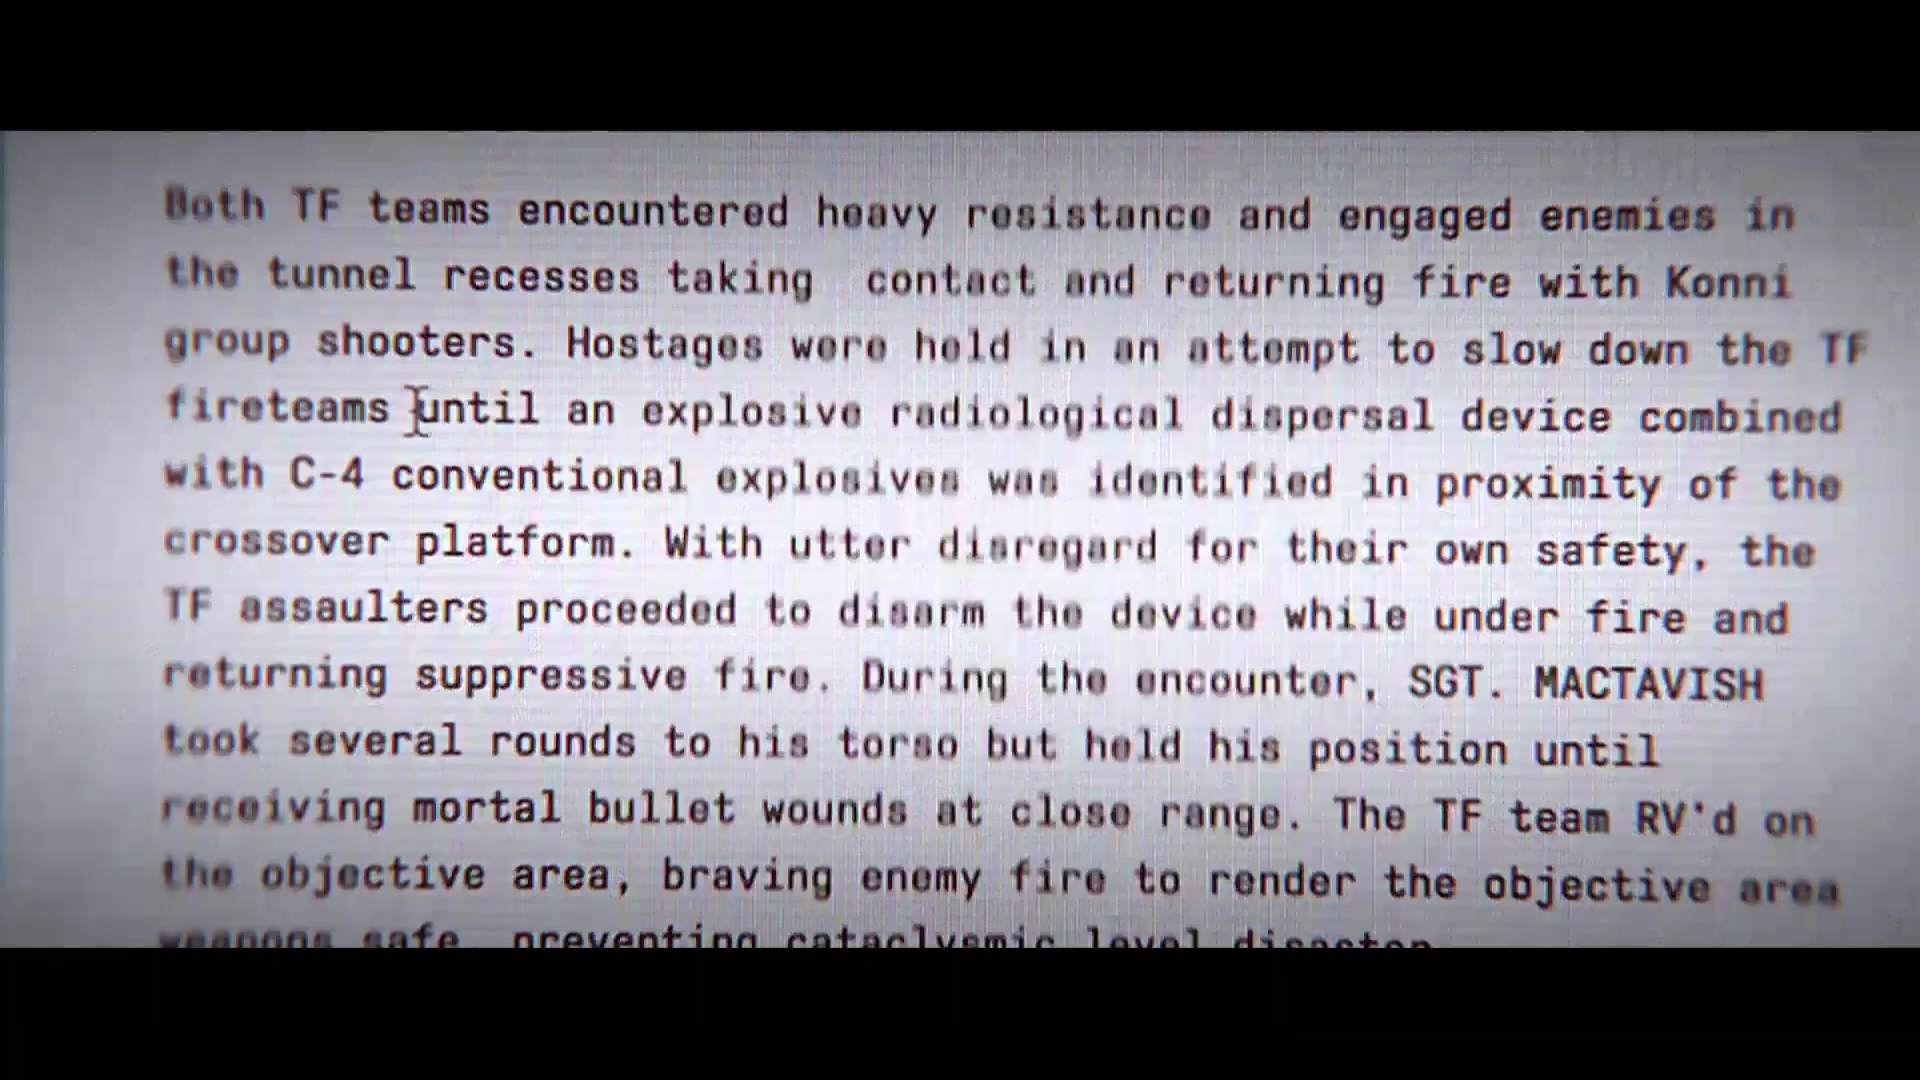 Both TF teams encountered heavy resistance and engaged enemies in
the tunnel recesses taking  contact and returning fire with Konni
group shooters. Hostages were held in an attempt to slow down the TF
fireteams until an explosive radiological dispersal device combined
with C-4 conventional explosives was identified in proximity of the
crossover platform. With utter disregard for their own safety, the
TF assaulters proceeded to disarm the device while under fire and
returning suppressive fire. During the encounter, SGT. MACTAVISH
took several rounds to his torso but held his position until
receiving mortal bullet wounds at close range. The TF team RV'd on
the objective area, braving enemy fire to render the objective area
weapons safe, preventing cataclysmic level disaster.